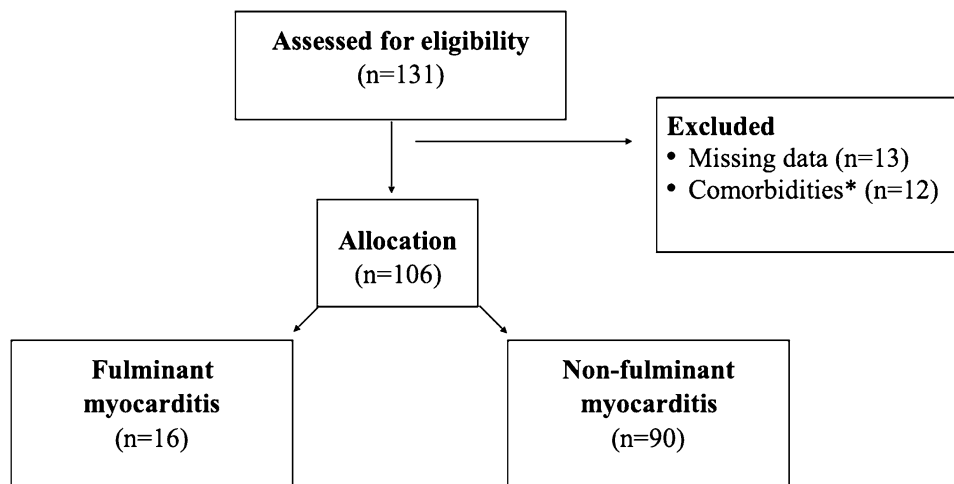 Assessed for eligibility
(n=131)
Excluded
• Missing data (n=13)
• Comorbidities* (n=12)
Allocation
(n=106)
Fulminant
myocarditis
(n=16)
Non-fulminant
myocarditis
(n=90)